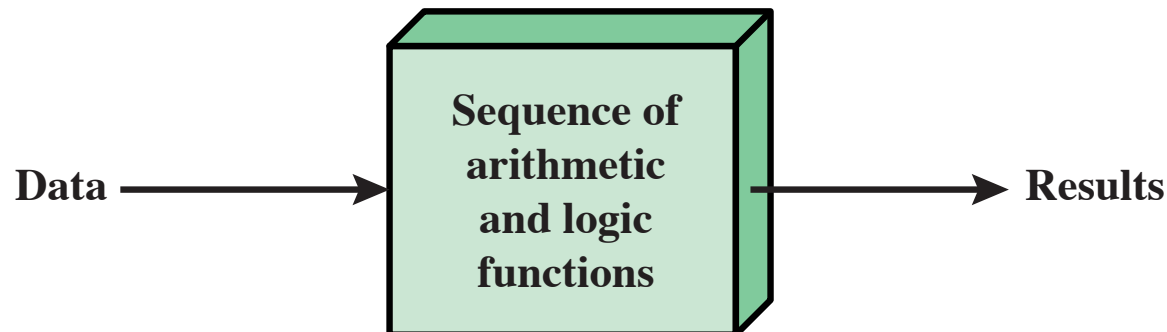 Data
Sequence of
arithmetic
and logic
functions
Results